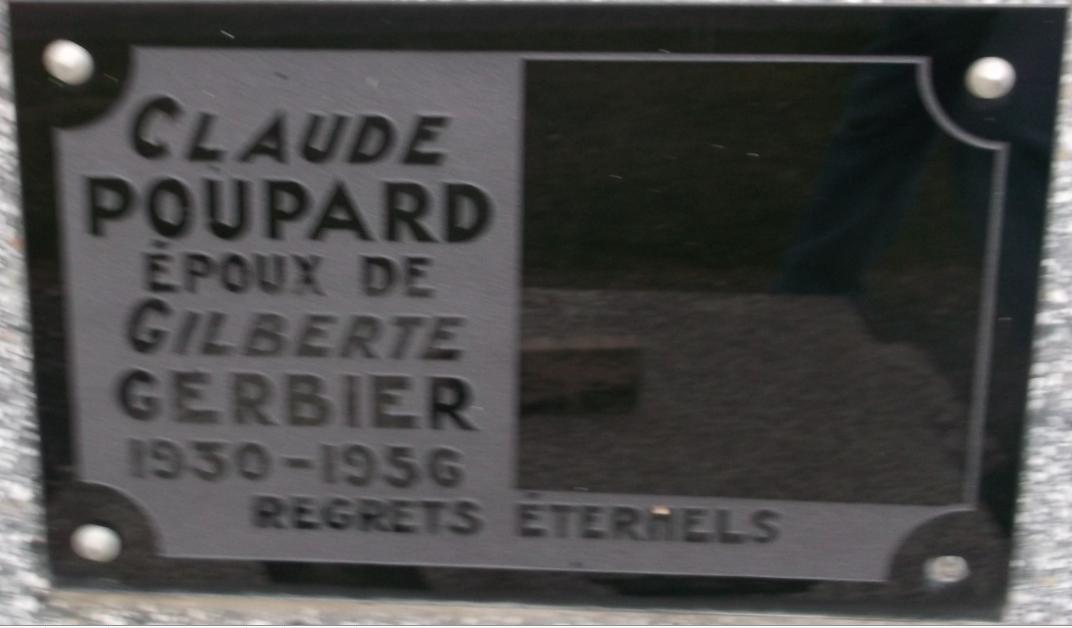 CLAUDE
POUPARD
ÉPOUX DE
GILBERTE
GERBIER
1930-1956
REGRETS ÉTERNELS